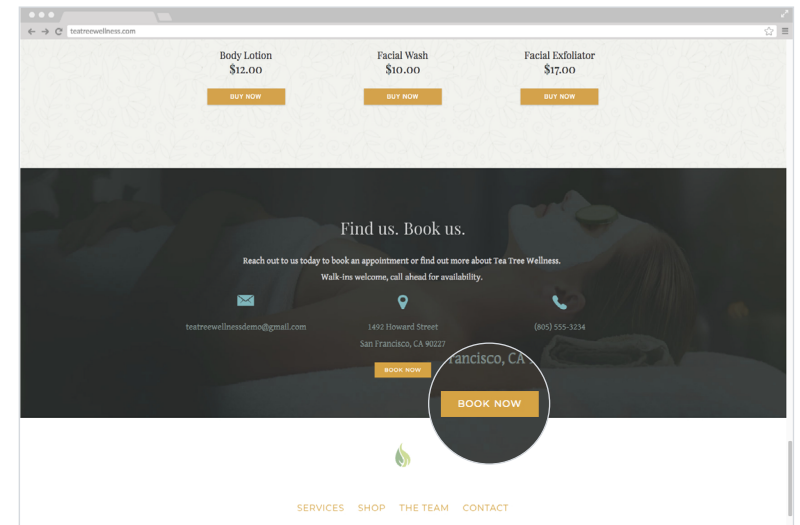 teatreewellness.com
Body Lotion
$12.00
BUY NOW
Facial Wash
$10.00
BUY NOW
Facial Exfoliator
$17.00
BUY NOW
Find us. Book us.
Reach out to us today to book an appointment or find out more about Tea Tree Wellness.
Walk-ins welcome, call ahead for availability.
teatreewellnessdemo@gmail.com
1492 Howard Street
San Francisco, CA 90227
(805) 555-3234
BOOK NOW
rancisco, CA
BOOK NOW
SERVICES SHOP THE TEAM CONTACT